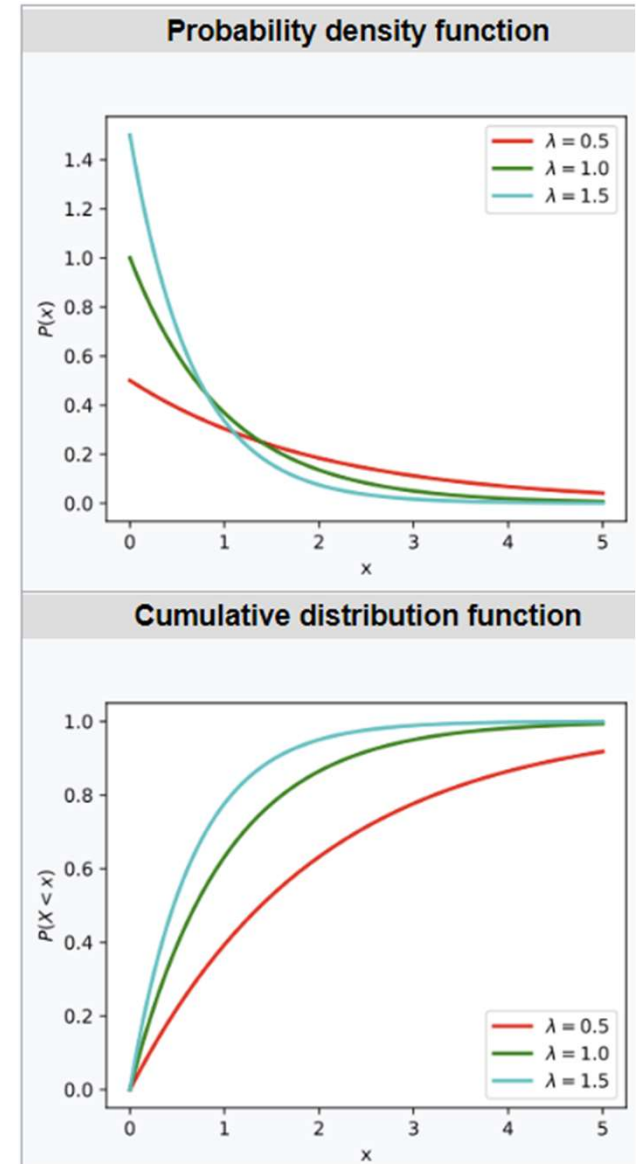 Probability density function
λ = 0.5
λ = 1.0
λ = 1.5
1.4
1.2
1.0
0.8
0.6
0.4
0.2
0.0
P(x)
0 1 2 3 4 5
x
Cumulative distribution function
1.0
0.8
0.6
0.4
0.2
0.0
P(X < x)
λ = 0.5
λ = 1.0
λ = 1.5
0 1 2 3 4 5
x